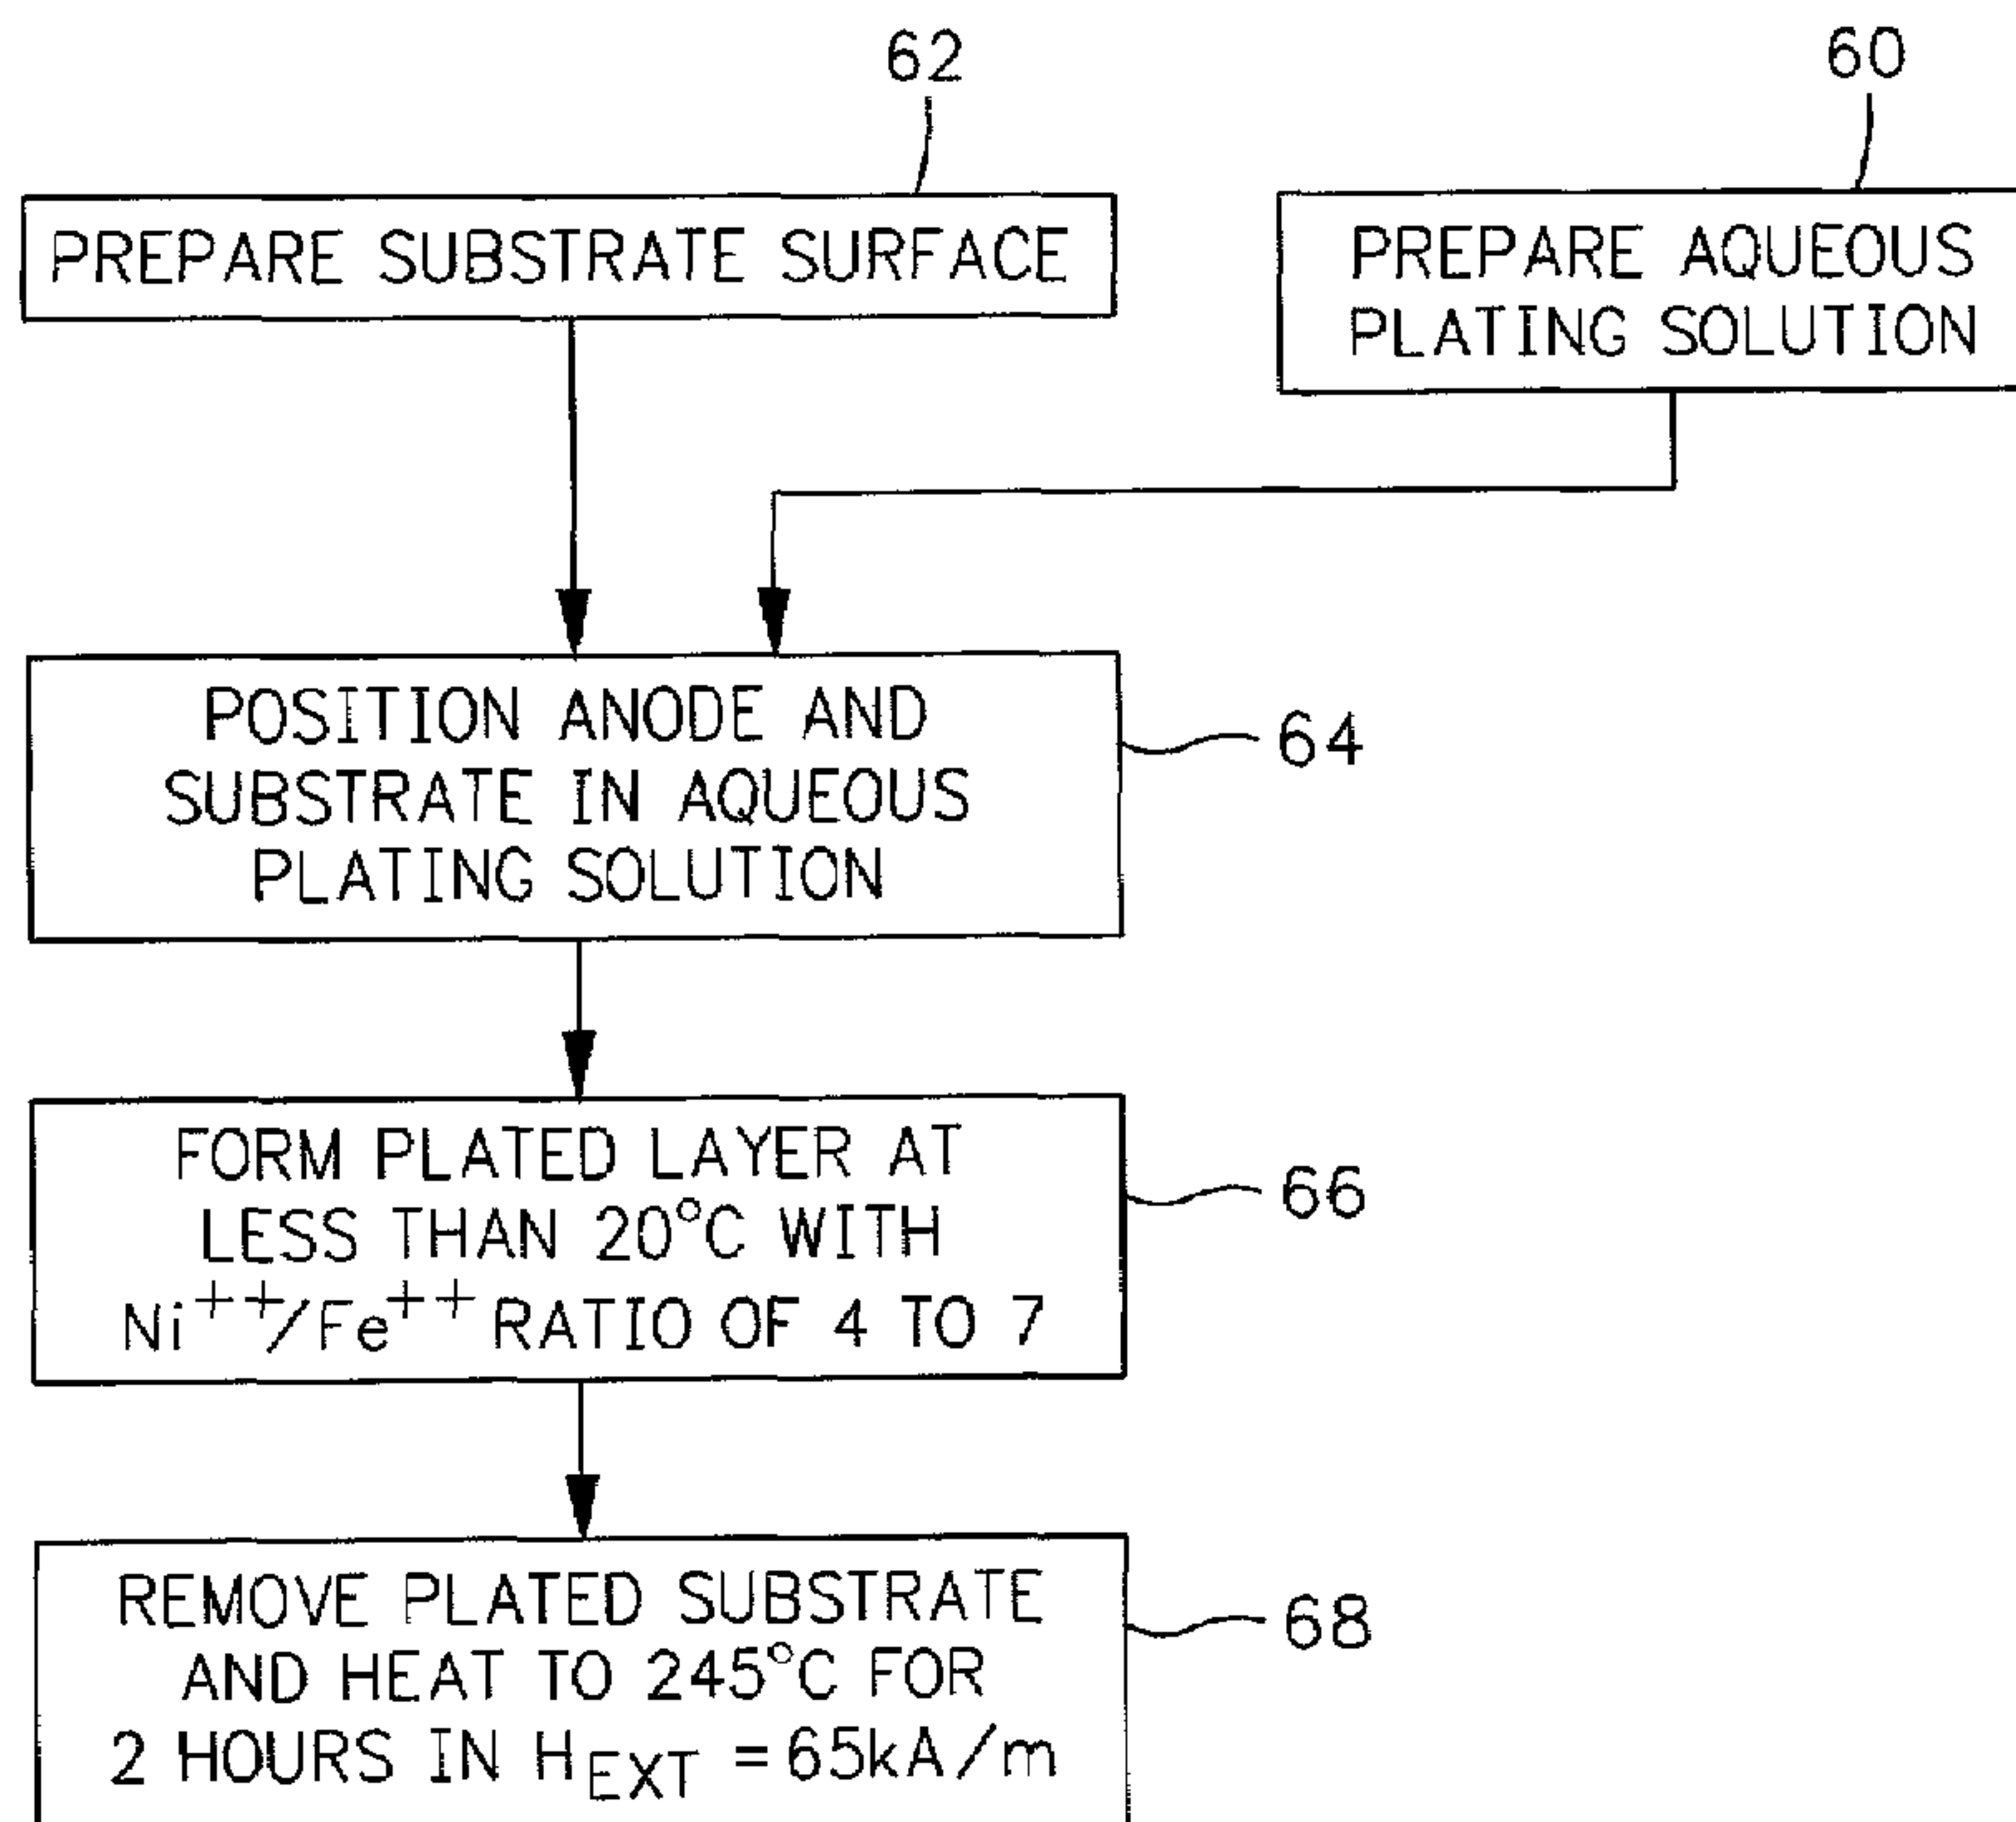 62
60
PREPARE SUBSTRATE SURFACE
PREPARE AQUEOUS
PLATING SOLUTION
POSITION ANODE AND
SUBSTRATE IN AQUEOUS
PLATING SOLUTION
64
FORM PLATED LAYER AT
LESS THAN 20°C WITH
Ni++/Fe++ RATIO OF 4 TO 7
66
REMOVE PLATED SUBSTRATE
AND HEAT TO 245°C FOR
2 HOURS IN HEXT = 65kA/m
68